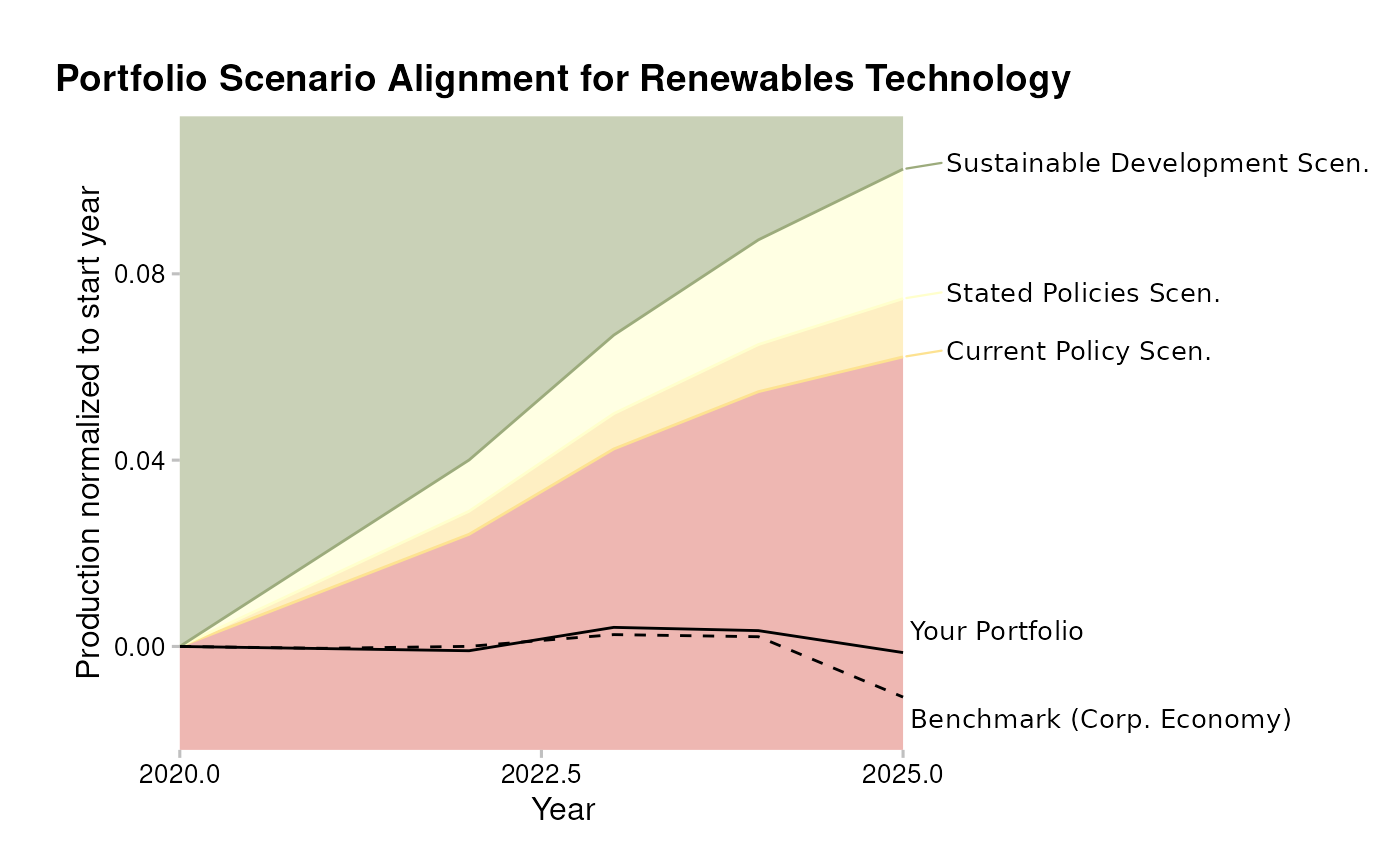 Portfolio Scenario Alignment for Renewables Technology
Production normalized to start year
0.08
0.04
0.00
Sustainable Development Scen.
Stated Policies Scen.
Current Policy Scen.
Your Portfolio
Benchmark (Corp. Economy)
2020.0
2022.5
2025.0
Year